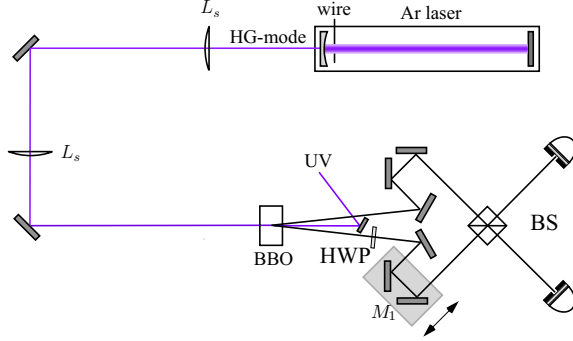 L_s
wire
Ar laser
HG-mode
L_s
UV
BBO
HWP
BS
M_1